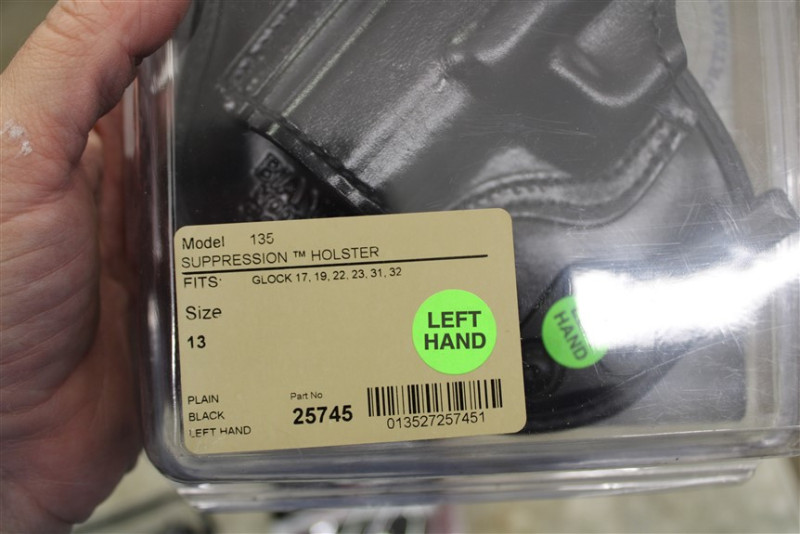 Model 135
SUPPRESSION ™ HOLSTER
FITS: GLOCK 17, 19, 22, 23, 31, 32
Size
13
LEFT
HAND
PLAIN
BLACK
LEFT HAND
Part No
25745
013527257451
HAND